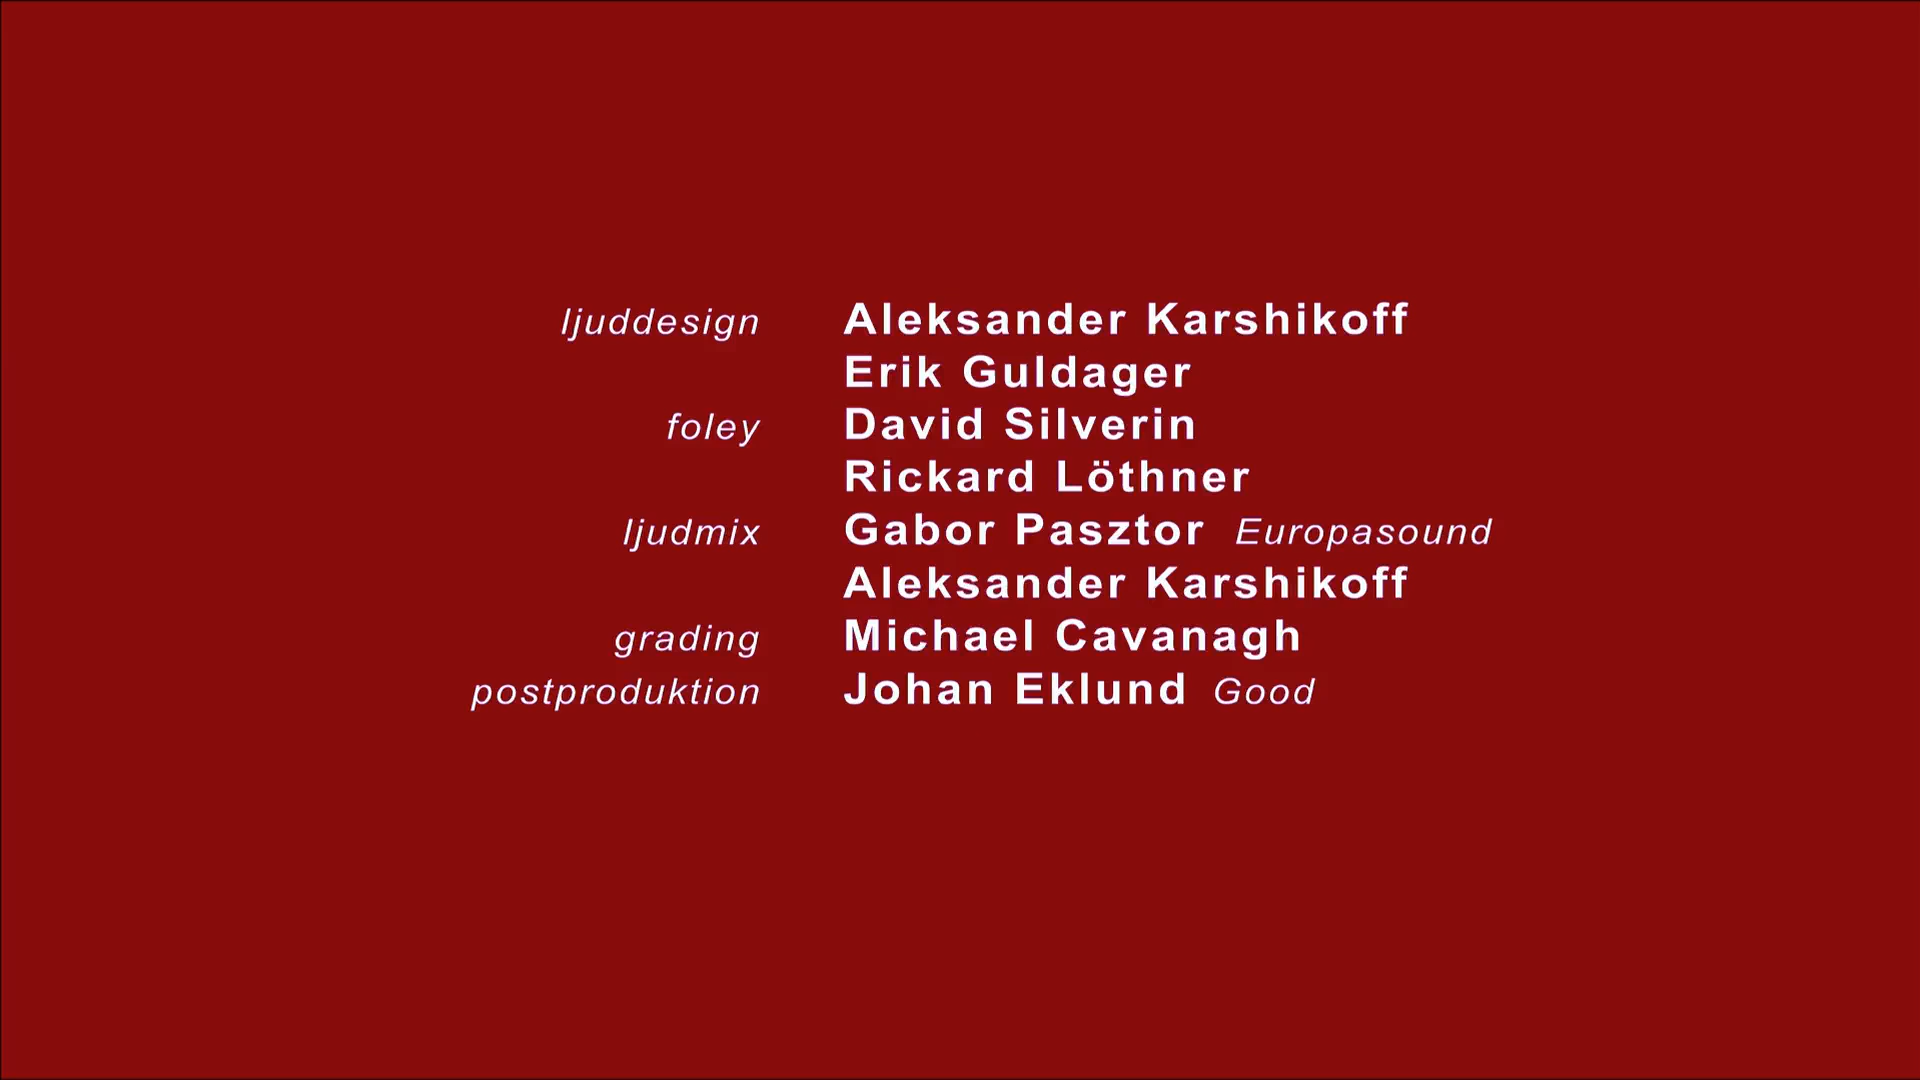 ljuddesign Aleksander Karshikoff
Erik Guldager
foley David Silverin
Rickard Löthner
ljudmix Gabor Pasztor Europasound
Aleksander Karshikoff
grading Michael Cavanagh
postproduktion Johan Eklund Good